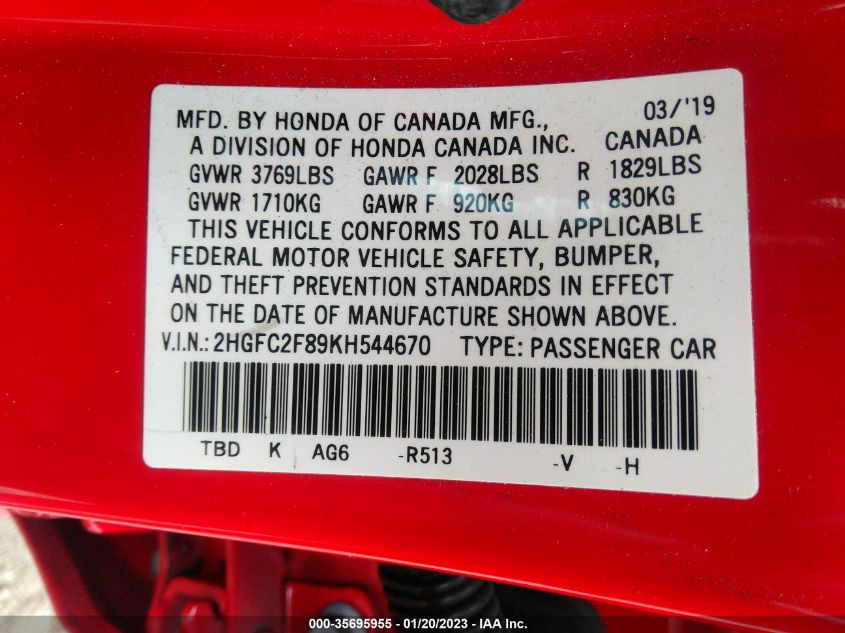 MFD. BY HONDA OF CANADA MFG., 03/'19
A DIVISION OF HONDA CANADA INC. CANADA
GVWR 3769LBS GAWR F 2028LBS R 1829LBS
GVWR 1710KG GAWR F 920KG R 830KG
THIS VEHICLE CONFORMS TO ALL APPLICABLE
FEDERAL MOTOR VEHICLE SAFETY, BUMPER,
AND THEFT PREVENTION STANDARDS IN EFFECT
ON THE DATE OF MANUFACTURE SHOWN ABOVE.
V.I.N.: 2HGFC2F89KH544670 TYPE: PASSENGER CAR
TBD K AG6 -R513 -V -H
000-35695955 - 01/20/2023 - IAA Inc.